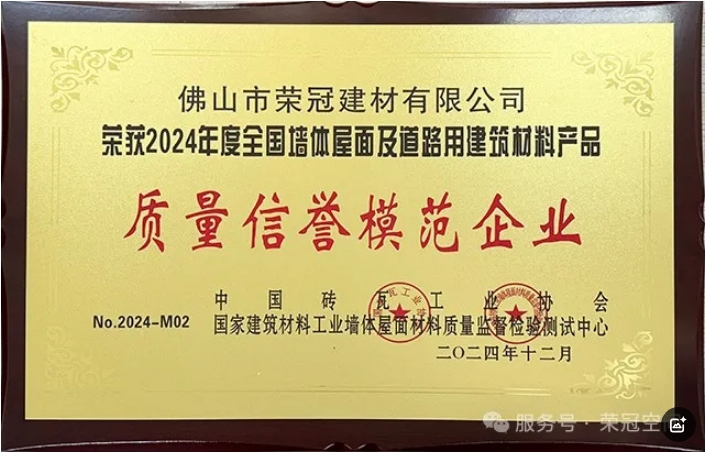 佛山市荣冠建材有限公司
荣获2024年度全国墙体屋面及道路用建筑材料产品
质量信誉模范企业
中国砖瓦工业协会
No.2024-M02
国家建筑材料工业墙体屋面材料质量监督检验测试中心
二〇二四年十二月
服务号·荣冠空